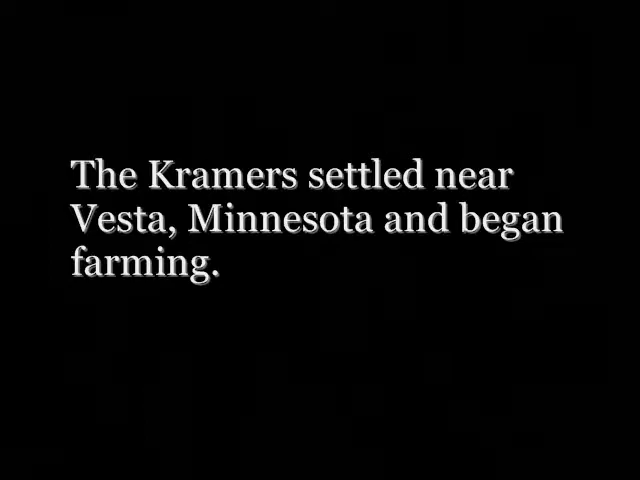 The Kramers settled near
Vesta, Minnesota and began
farming.